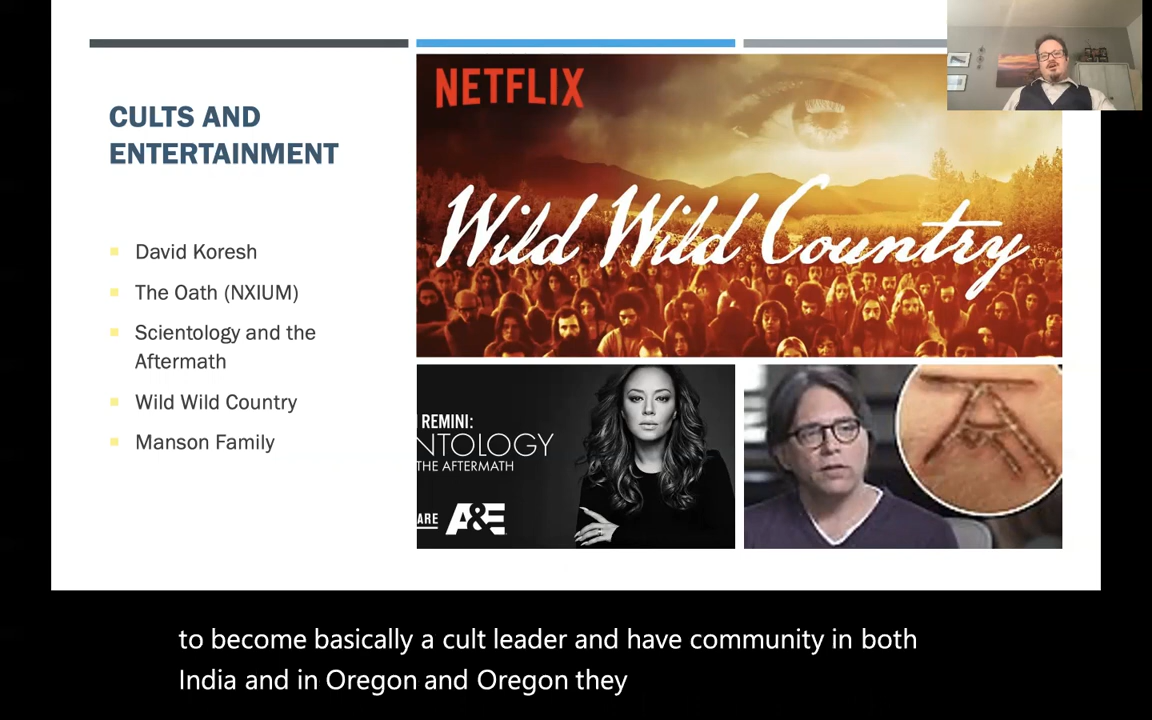 CULTS AND
ENTERTAINMENT
David Koresh
The Oath (NXIUM)
Scientology and the
Aftermath
Wild Wild Country
Manson Family
NETFLIX
Wild Wild Country
REMINI:
NTOLOGY
THE AFTERMATH
ARE
A&E
to become basically a cult leader and have community in both
India and in Oregon and Oregon they